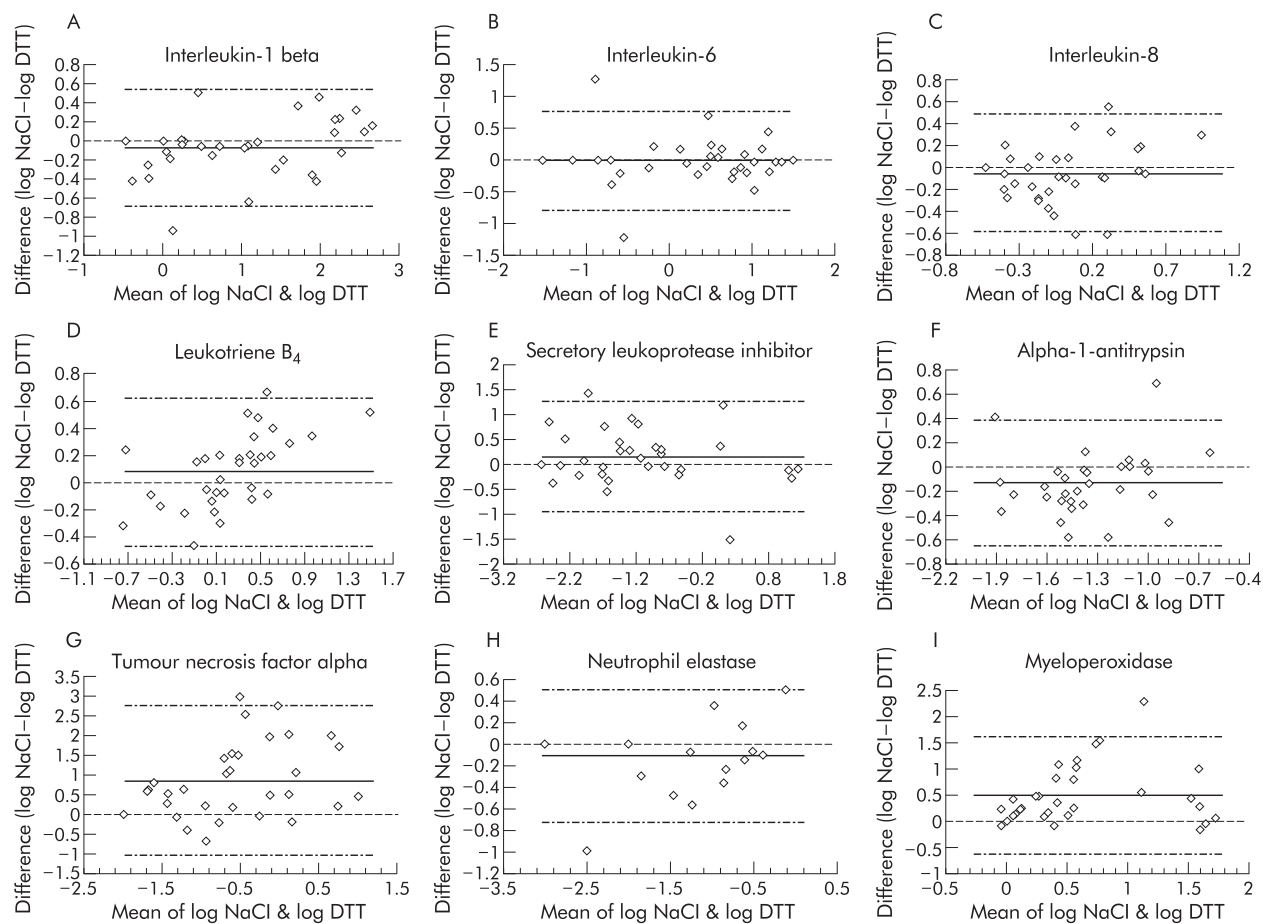 A
Interleukin-1 beta
Difference (log NaCl–log DTT)
0.8
0.6
0.4
0.2
0
−0.2
−0.4
−0.6
−0.8
−1
−1.2
−1 0 1 2 3
Mean of log NaCl & log DTT
B
Interleukin-6
Difference (log NaCl–log DTT)
1.5
1
0.5
0
−0.5
−1
−1.5
−2 −1 0 1 2
Mean of log NaCl & log DTT
C
Interleukin-8
Difference (log NaCl–log DTT)
0.8
0.6
0.4
0.2
0
−0.2
−0.4
−0.6
−0.8
−0.8 −0.3 0.2 0.7 1.2
Mean of log NaCl & log DTT
D
Leukotriene B4
Difference (log NaCl–log DTT)
0.8
0.6
0.4
0.2
0
−0.2
−0.4
−0.6
−1.1 −0.7 −0.3 0.1 0.5 0.9 1.3 1.7
Mean of log NaCl & log DTT
E
Secretory leukoprotease inhibitor
Difference (log NaCl–log DTT)
2
1.5
1
0.5
0
−0.5
−1
−1.5
−2
−3.2 −2.2 −1.2 −0.2 0.8 1.8
Mean of log NaCl & log DTT
F
Alpha-1-antitrypsin
Difference (log NaCl–log DTT)
0.8
0.6
0.4
0.2
0
−0.2
−0.4
−0.6
−0.8
−2.2 −1.9 −1.6 −1.3 −1.0 −0.7 −0.4
Mean of log NaCl & log DTT
G
Tumour necrosis factor alpha
Difference (log NaCl–log DTT)
3.5
3
2.5
2
1.5
1
0.5
0
−0.5
−1
−1.5
−2.5 −1.5 −0.5 0.5 1.5
Mean of log NaCl & log DTT
H
Neutrophil elastase
Difference (log NaCl–log DTT)
0.6
0.4
0.2
0
−0.2
−0.4
−0.6
−0.8
−1
−1.2
−3.5 −2.5 −1.5 −0.5 0.5
Mean of log NaCl & log DTT
I
Myeloperoxidase
Difference (log NaCl–log DTT)
2.5
2
1.5
1
0.5
0
−0.5
−1
−0.5 0 0.5 1 1.5 2
Mean of log NaCl & log DTT